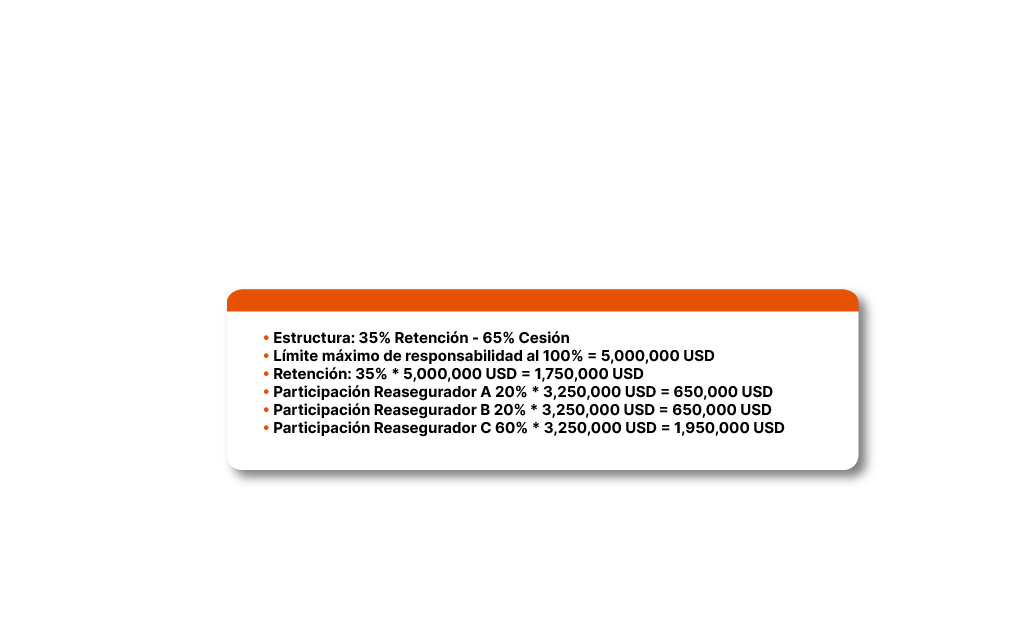 • Estructura: 35% Retención - 65% Cesión
• Límite máximo de responsabilidad al 100% = 5,000,000 USD
• Retención: 35% * 5,000,000 USD = 1,750,000 USD
• Participación Reasegurador A 20% * 3,250,000 USD = 650,000 USD
• Participación Reasegurador B 20% * 3,250,000 USD = 650,000 USD
• Participación Reasegurador C 60% * 3,250,000 USD = 1,950,000 USD